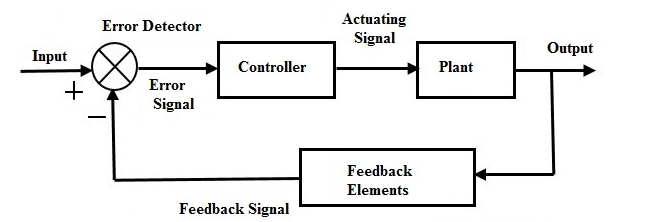 Error Detector
Actuating
Signal
Input
Output
Controller
Plant
+
Error
Signal
−
Feedback
Elements
Feedback Signal